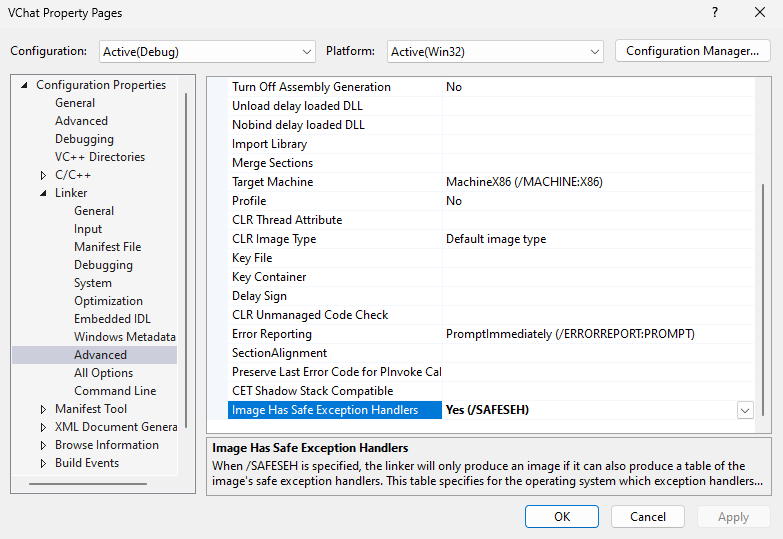 VChat Property Pages
?
Configuration: Active(Debug) Platform: Active(Win32) Configuration Manager...
Configuration Properties
General
Advanced
Debugging
VC++ Directories
C/C++
Linker
General
Input
Manifest File
Debugging
System
Optimization
Embedded IDL
Windows Metadata
Advanced
All Options
Command Line
Manifest Tool
XML Document Genera
Browse Information
Build Events
Turn Off Assembly Generation No
Unload delay loaded DLL
Nobind delay loaded DLL
Import Library
Merge Sections
Target Machine MachineX86 (/MACHINE:X86)
Profile No
CLR Thread Attribute
CLR Image Type Default image type
Key File
Key Container
Delay Sign
CLR Unmanaged Code Check
Error Reporting PromptImmediately (/ERRORREPORT:PROMPT)
SectionAlignment
Preserve Last Error Code for PInvoke Cal
CET Shadow Stack Compatible
Image Has Safe Exception Handlers Yes (/SAFESEH)
Image Has Safe Exception Handlers
When /SAFESEH is specified, the linker will only produce an image if it can also produce a table of the
image's safe exception handlers. This table specifies for the operating system which exception handlers...
OK Cancel Apply